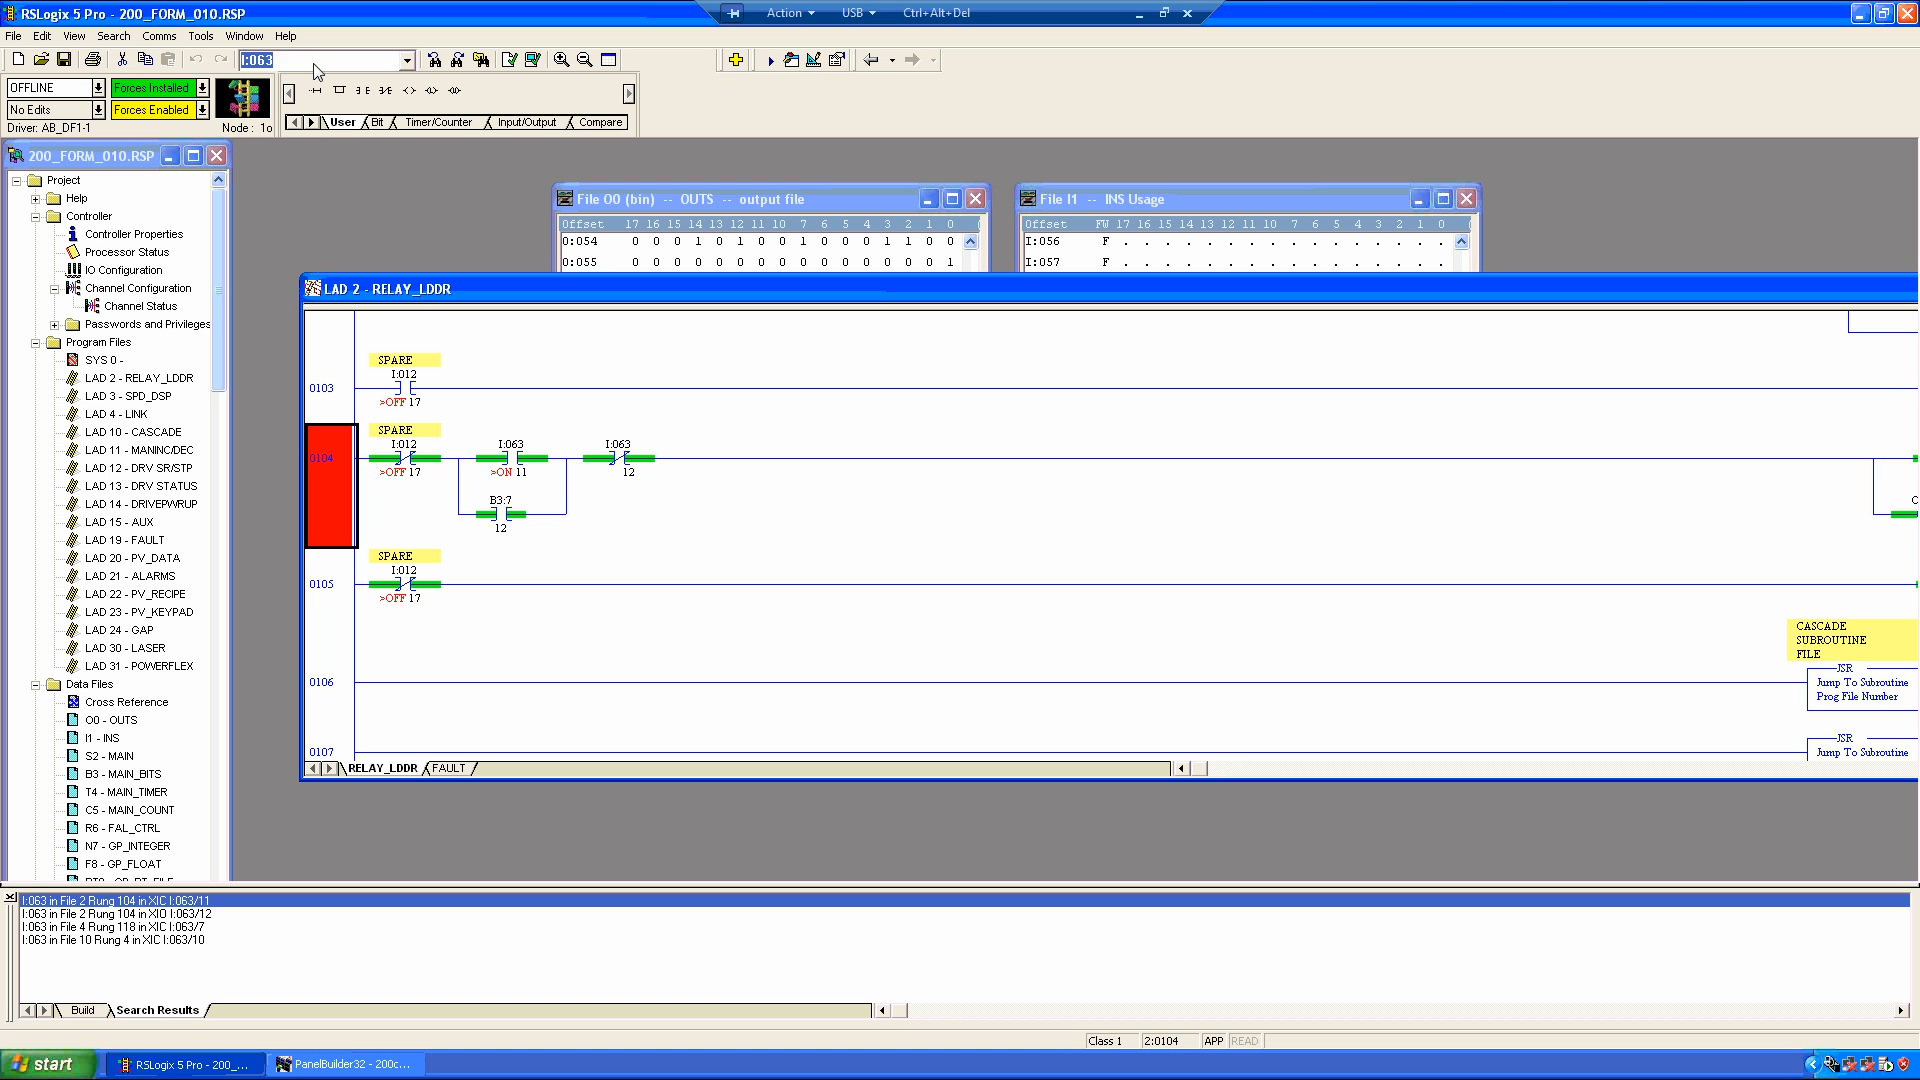 RSLogix 5 Pro - 200_FORM_010.RSP
Action USB Ctrl+Alt+Del
File Edit View Search Comms Tools Window Help
I:063
OFFLINE Forces Installed
No Edits Forces Enabled
Driver: AB_DF1-1 Node : 1o
User Bit Timer/Counter Input/Output Compare
200_FORM_010.RSP
Project
Help
Controller
Controller Properties
Processor Status
IO Configuration
Channel Configuration
Channel Status
Passwords and Privileges
Program Files
SYS 0 -
LAD 2 - RELAY_LDDR
LAD 3 - SPD_DSP
LAD 4 - LINK
LAD 10 - CASCADE
LAD 11 - MANINC/DEC
LAD 12 - DRV SR/STP
LAD 13 - DRV STATUS
LAD 14 - DRIVEPWRUP
LAD 15 - AUX
LAD 19 - FAULT
LAD 20 - PV_DATA
LAD 21 - ALARMS
LAD 22 - PV_RECIPE
LAD 23 - PV_KEYPAD
LAD 24 - GAP
LAD 30 - LASER
LAD 31 - POWERFLEX
Data Files
Cross Reference
O0 - OUTS
I1 - INS
S2 - MAIN
B3 - MAIN_BITS
T4 - MAIN_TIMER
C5 - MAIN_COUNT
R6 - FAL_CTRL
N7 - GP_INTEGER
F8 - GP_FLOAT
File O0 (bin) -- OUTS -- output file
Offset 17 16 15 14 13 12 11 10 7 6 5 4 3 2 1 0
O:054 0 0 0 1 0 1 0 0 1 0 0 0 1 1 0 0
O:055 0 0 0 0 0 0 0 0 0 0 0 0 0 0 0 1
File I1 -- INS Usage
Offset FW 17 16 15 14 13 12 11 10 7 6 5 4 3 2 1 0
I:056 F . . . . . . . . . . . . . . . .
I:057 F . . . . . . . . . . . . . . . .
LAD 2 - RELAY_LDDR
SPARE
I:012
0103
>OFF 17
SPARE
I:012 I:063 I:063
0104
>OFF 17 >ON 11 12
B3:7
12
SPARE
I:012
0105
>OFF 17
CASCADE
SUBROUTINE
FILE
JSR
0106 Jump To Subroutine
Prog File Number
JSR
0107 Jump To Subroutine
RELAY_LDDR FAULT
I:063 in File 2 Rung 104 in XIC I:063/11
I:063 in File 2 Rung 104 in XIO I:063/12
I:063 in File 4 Rung 118 in XIC I:063/7
I:063 in File 10 Rung 4 in XIC I:063/10
Build Search Results
Class 1 2:0104 APP READ
start RSLogix 5 Pro - 200_... PanelBuilder32 - 200c...